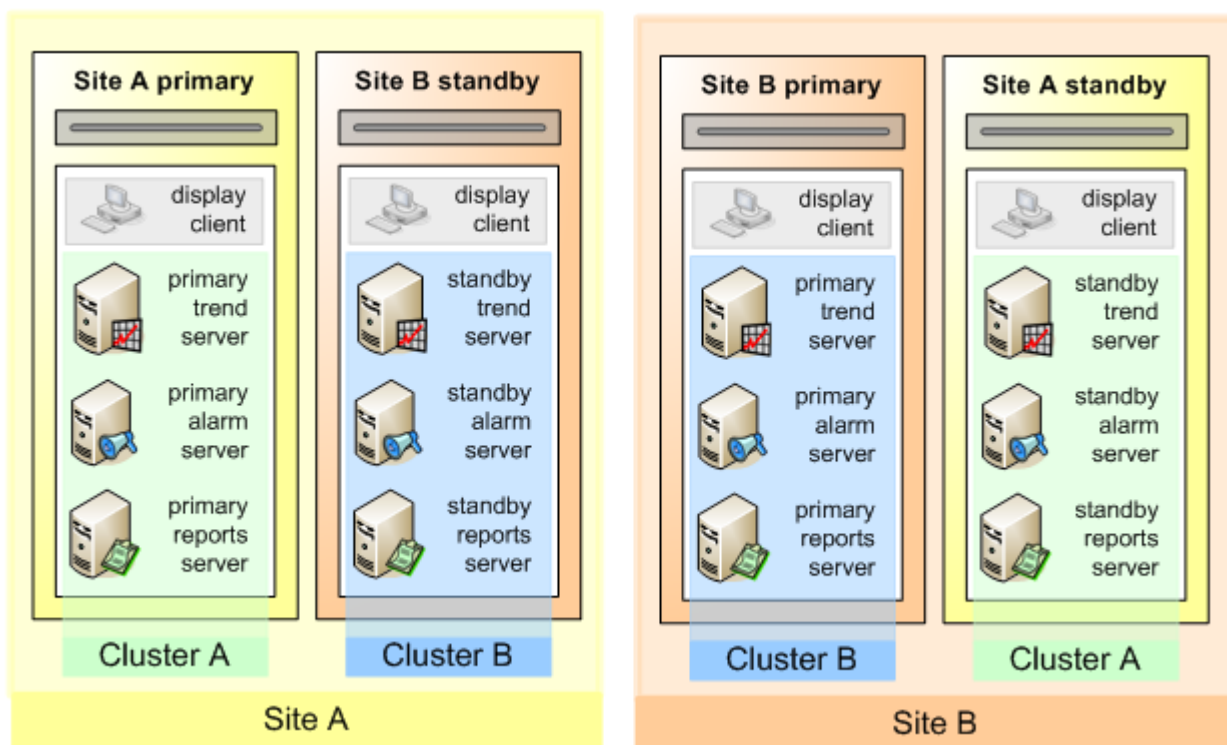 Site A primary
display
client
primary
trend
server
primary
alarm
server
primary
reports
server
Cluster A
Site B standby
display
client
standby
trend
server
standby
alarm
server
standby
reports
server
Cluster B
Site A
Site B primary
display
client
primary
trend
server
primary
alarm
server
primary
reports
server
Cluster B
Site A standby
display
client
standby
trend
server
standby
alarm
server
standby
reports
server
Cluster A
Site B